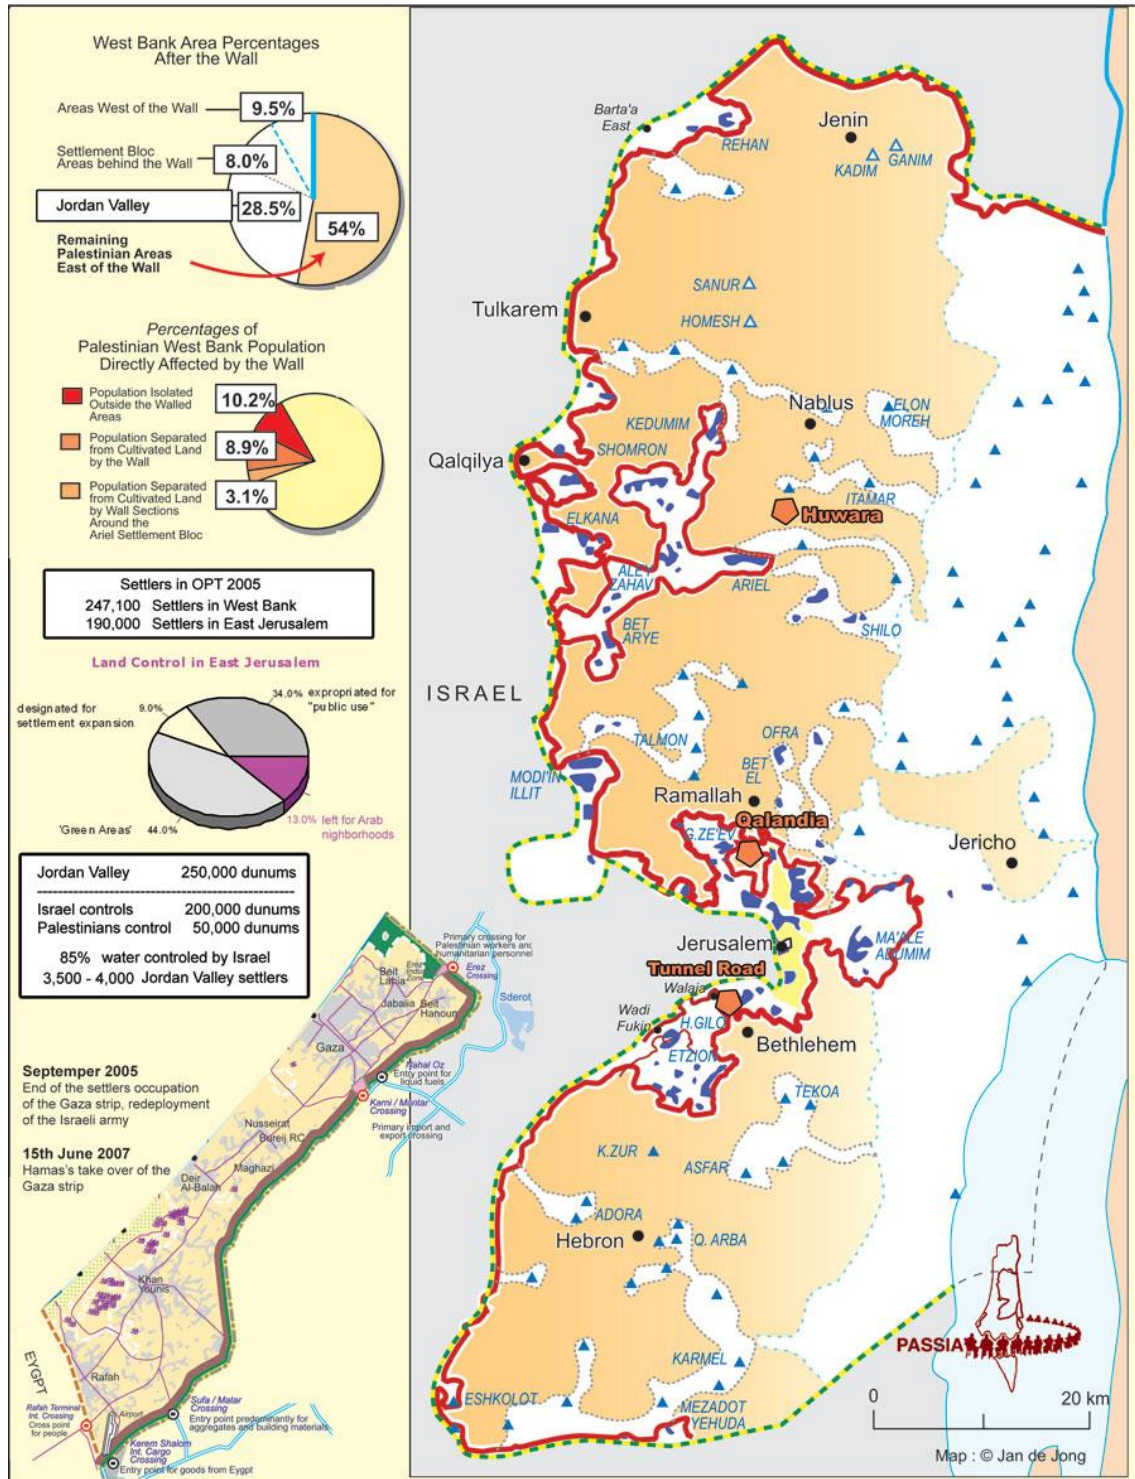 West Bank Area Percentages
After the Wall
Areas West of the Wall
9.5%
Settlement Bloc
Areas behind the Wall
8.0%
Jordan Valley
28.5%
54%
Remaining
Palestinian Areas
East of the Wall
Percentages of
Palestinian West Bank Population
Directly Affected by the Wall
Population Isolated
Outside the Walled
Areas
10.2%
Population Separated
from Cultivated Land
by the Wall
8.9%
Population Separated
from Cultivated Land
by Wall Sections
Around the
Ariel Settlement Bloc
3.1%
Settlers in OPT 2005
247,100 Settlers in West Bank
190,000 Settlers in East Jerusalem
Land Control in East Jerusalem
34.0% expropriated for
"public use"
designated for
settlement expansion
9.0%
'Green Areas'
44.0%
13.0% left for Arab
nighborhoods
Jordan Valley 250,000 dunums
Israel controls 200,000 dunums
Palestinians control 50,000 dunums
85% water controled by Israel
3,500 - 4,000 Jordan Valley settlers
Septemper 2005
End of the settlers occupation
of the Gaza strip, redeployment
of the Israeli army
15th June 2007
Hamas's take over of the
Gaza strip
Primary crossing for
Palestinian workers and
humanitarian personnel
Erez
Crossing
Erez
Indus.
Zone
Beit
Lahia
Jabalia
Beit
Hanoun
Sderot
Gaza
Nahal Oz
Entry point for
liquid fuels
Karni / Mantar
Crossing
Primary import and
export crossing
Nusseirat
Bureij RC
Maghazi
Deir
Al-Balah
Khan
Younis
Rafah
EYGPT
Rafah Terminal
Int. Crossing
Cross point
for people
Airport
Sufa / Matar
Crossing
Entry point predominantly for
aggregates and building materials
Kerem Shalom
Int. Cargo
Crossing
Entry point for goods from Eygpt
Barta'a
East
REHAN
Jenin
KADIM
GANIM
SANUR
HOMESH
Tulkarem
Nablus
ELON
MOREH
KEDUMIM
SHOMRON
Qalqilya
ITAMAR
Huwara
ELKANA
ALEY
ZAHAV
ARIEL
BET
ARYE
SHILO
ISRAEL
TALMON
OFRA
BET
EL
MODI'IN
ILLIT
Ramallah
Qalandia
G.ZE'EV
Jericho
Jerusalem
MA'ALE
ADUMIM
Tunnel Road
Walaja
Wadi
Fukin
H.GILO
ETZION
Bethlehem
TEKOA
K.ZUR
ASFAR
ADORA
Hebron
Q. ARBA
KARMEL
ESHKOLOT
MEZADOT
YEHUDA
PASSIA
0 20 km
Map : © Jan de Jong